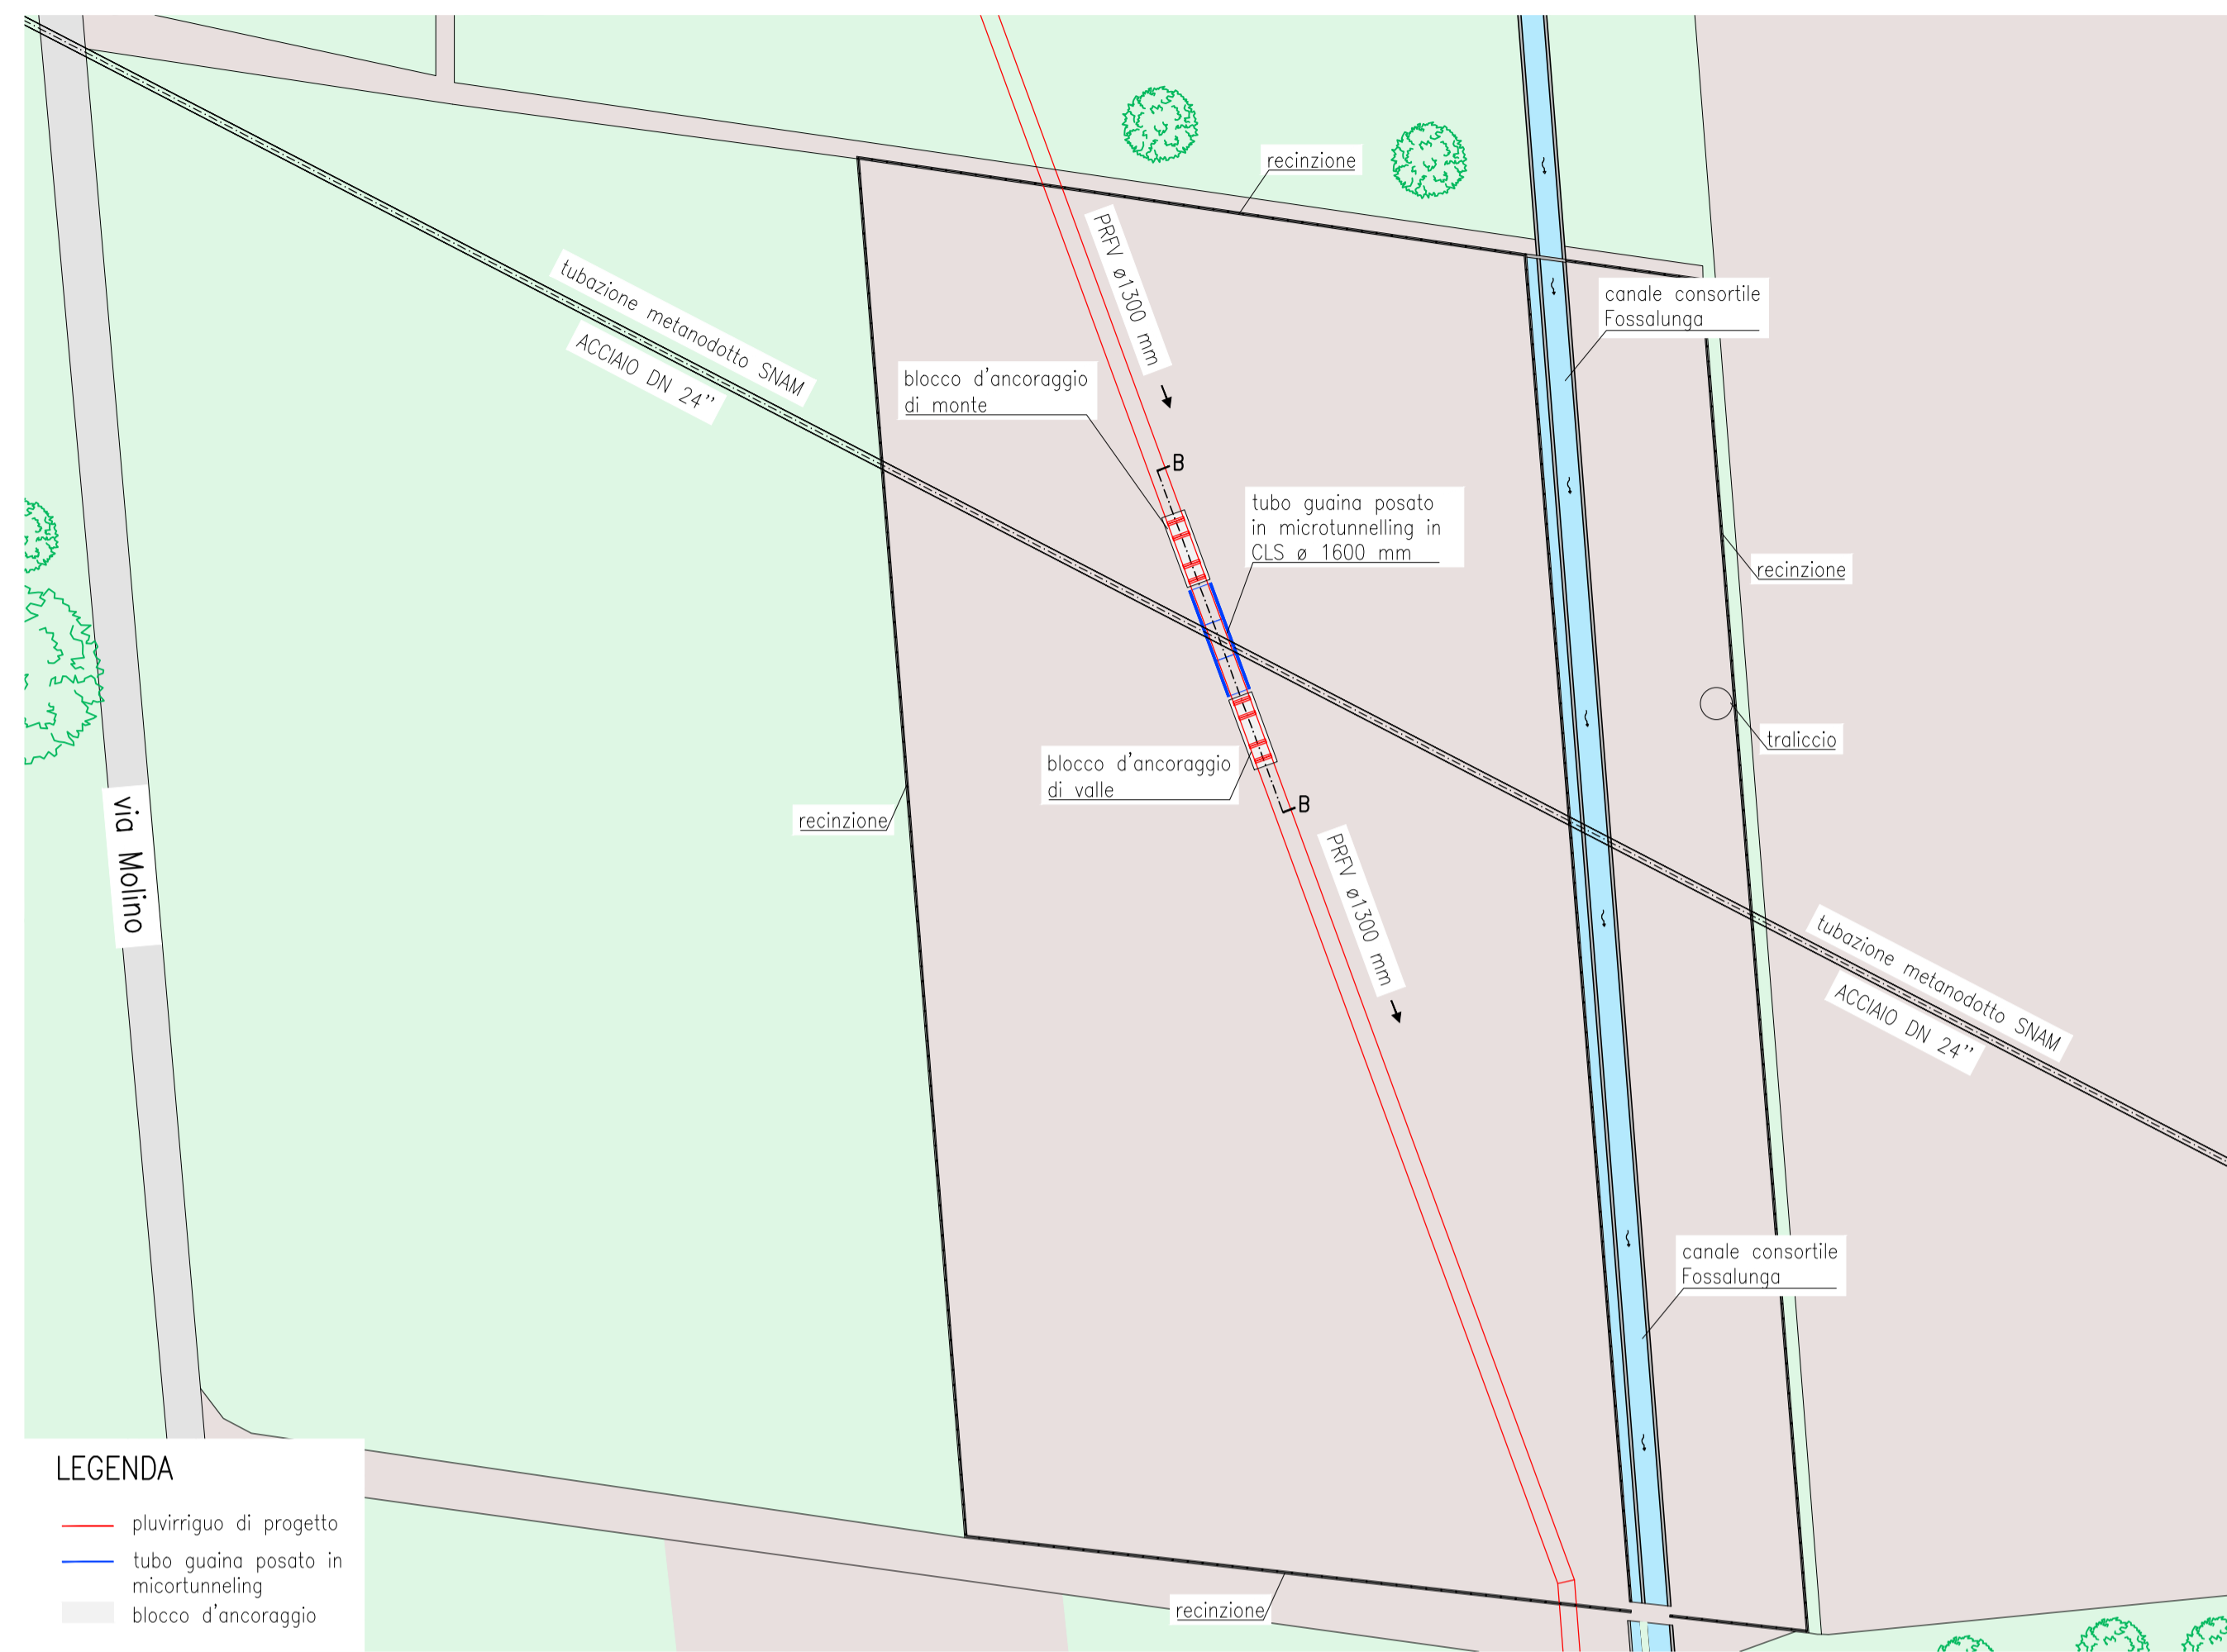 recinzione
PRFV ø1300 mm
tubazione metanodotto SNAM
ACCIAIO DN 24''
canale consortile
Fossalunga
blocco d'ancoraggio
di monte
B
tubo guaina posato
in microtunnelling in
CLS ø 1600 mm
recinzione
traliccio
blocco d'ancoraggio
di valle
B
recinzione
via Molino
PRFV ø1300 mm
tubazione metanodotto SNAM
ACCIAIO DN 24''
canale consortile
Fossalunga
LEGENDA
pluvirriguo di progetto
tubo guaina posato in
micortunneling
blocco d'ancoraggio
recinzione